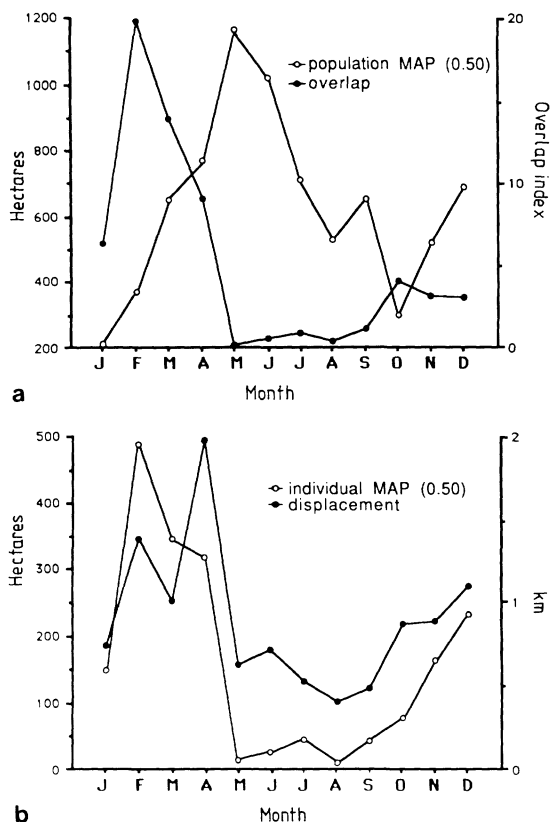 1200
1000
800
600
400
200
Hectares
population MAP (0.50)
overlap
20
10
0
Overlap index
J F M A M J J A S O N D
Month
a
500
400
300
200
100
0
Hectares
individual MAP (0.50)
displacement
2
1
0
km
J F M A M J J A S O N D
Month
b